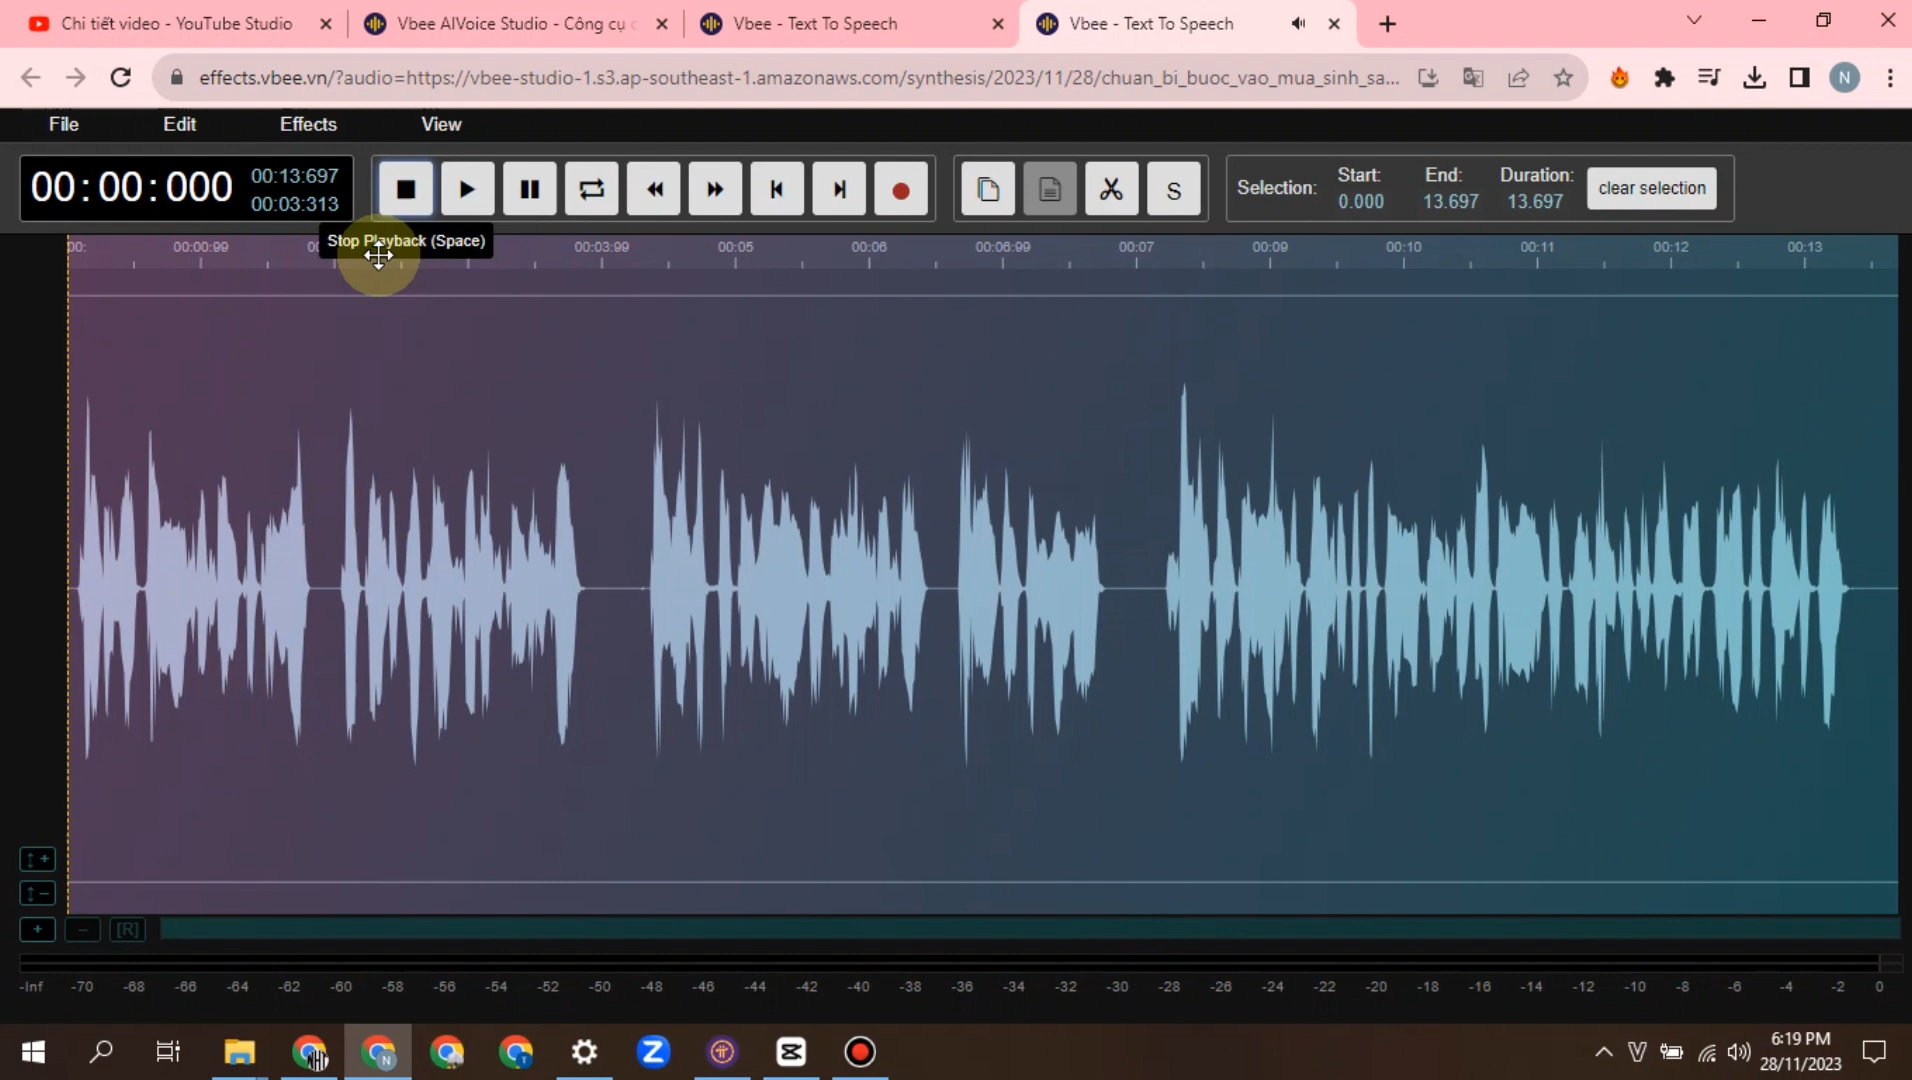 Chi tiết video - YouTube Studio
Vbee AIVoice Studio - Công cụ c
Vbee - Text To Speech
Vbee - Text To Speech
effects.vbee.vn/?audio=https://vbee-studio-1.s3.ap-southeast-1.amazonaws.com/synthesis/2023/11/28/chuan_bi_buoc_vao_mua_sinh_sa...
N
File Edit Effects View
00:00:000
00:13:697
00:03:313
S
Selection:
Start:
0.000
End:
13.697
Duration:
13.697
clear selection
Stop Playback (Space)
00: 00:00:99 00:03:99 00:05 00:06 00:06:99 00:07 00:09 00:10 00:11 00:12 00:13
[R]
-Inf -70 -68 -66 -64 -62 -60 -58 -56 -54 -52 -50 -48 -46 -44 -42 -40 -38 -36 -34 -32 -30 -28 -26 -24 -22 -20 -18 -16 -14 -12 -10 -8 -6 -4 -2 0
N
T
Z
V
6:19 PM
28/11/2023